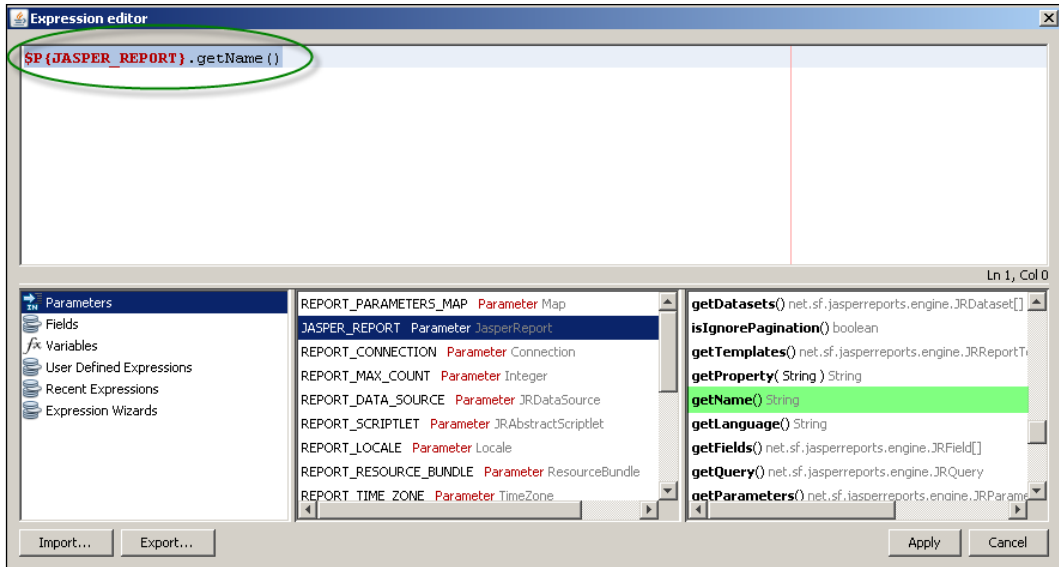 Expression editor
$P{JASPER_REPORT}.getName()
Ln 1, Col 0
Parameters
Fields
fx Variables
User Defined Expressions
Recent Expressions
Expression Wizards
REPORT_PARAMETERS_MAP Parameter Map
JASPER_REPORT Parameter JasperReport
REPORT_CONNECTION Parameter Connection
REPORT_MAX_COUNT Parameter Integer
REPORT_DATA_SOURCE Parameter JRDataSource
REPORT_SCRIPTLET Parameter JRAbstractScriptlet
REPORT_LOCALE Parameter Locale
REPORT_RESOURCE_BUNDLE Parameter ResourceBundle
REPORT_TIME_ZONE Parameter TimeZone
getDatasets() net.sf.jasperreports.engine.JRDataset[]
isIgnorePagination() boolean
getTemplates() net.sf.jasperreports.engine.JRReportT
getProperty( String ) String
getName() String
getLanguage() String
getFields() net.sf.jasperreports.engine.JRField[]
getQuery() net.sf.jasperreports.engine.JRQuery
getParameters() net.sf.jasperreports.engine.JRParame
Import...
Export...
Apply
Cancel